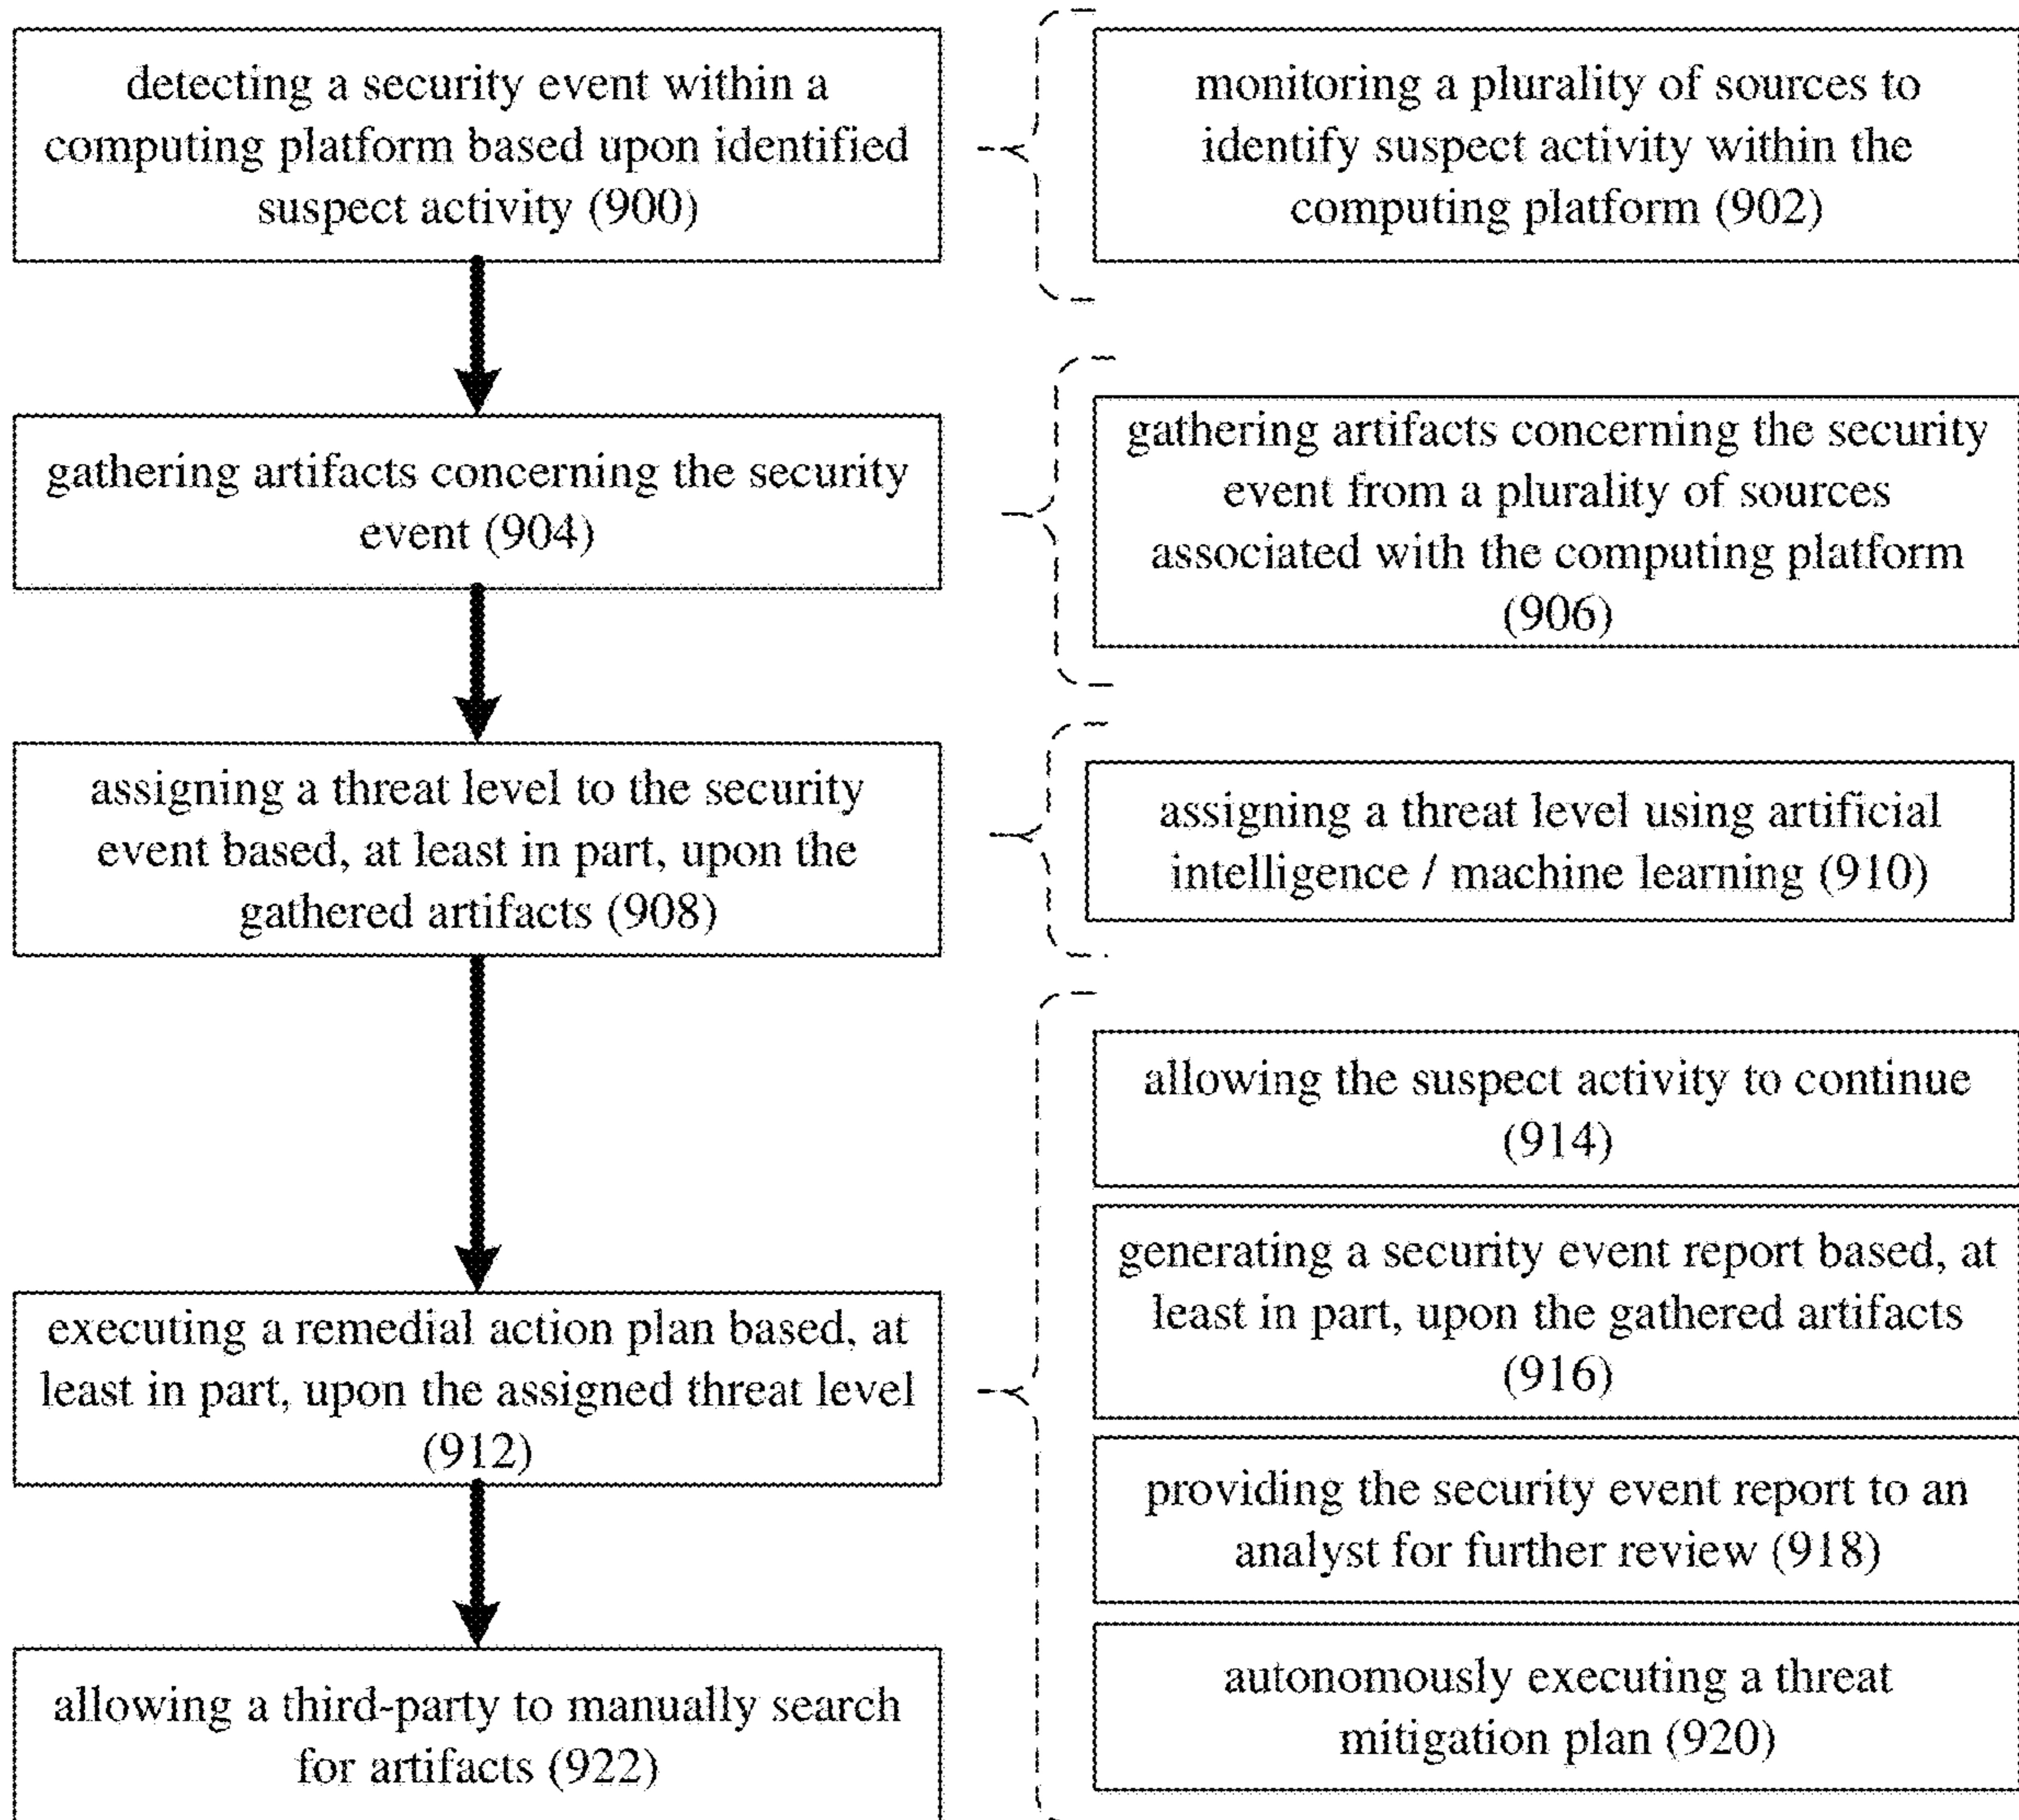 detecting a security event within a
computing platform based upon identified
suspect activity (900)
monitoring a plurality of sources to
identify suspect activity within the
computing platform (902)
gathering artifacts concerning the security
event (904)
gathering artifacts concerning the security
event from a plurality of sources
associated with the computing platform
(906)
assigning a threat level to the security
event based, at least in part, upon the
gathered artifacts (908)
assigning a threat level using artificial
intelligence / machine learning (910)
executing a remedial action plan based, at
least in part, upon the assigned threat level
(912)
allowing the suspect activity to continue
(914)
generating a security event report based, at
least in part, upon the gathered artifacts
(916)
providing the security event report to an
analyst for further review (918)
autonomously executing a threat
mitigation plan (920)
allowing a third-party to manually search
for artifacts (922)